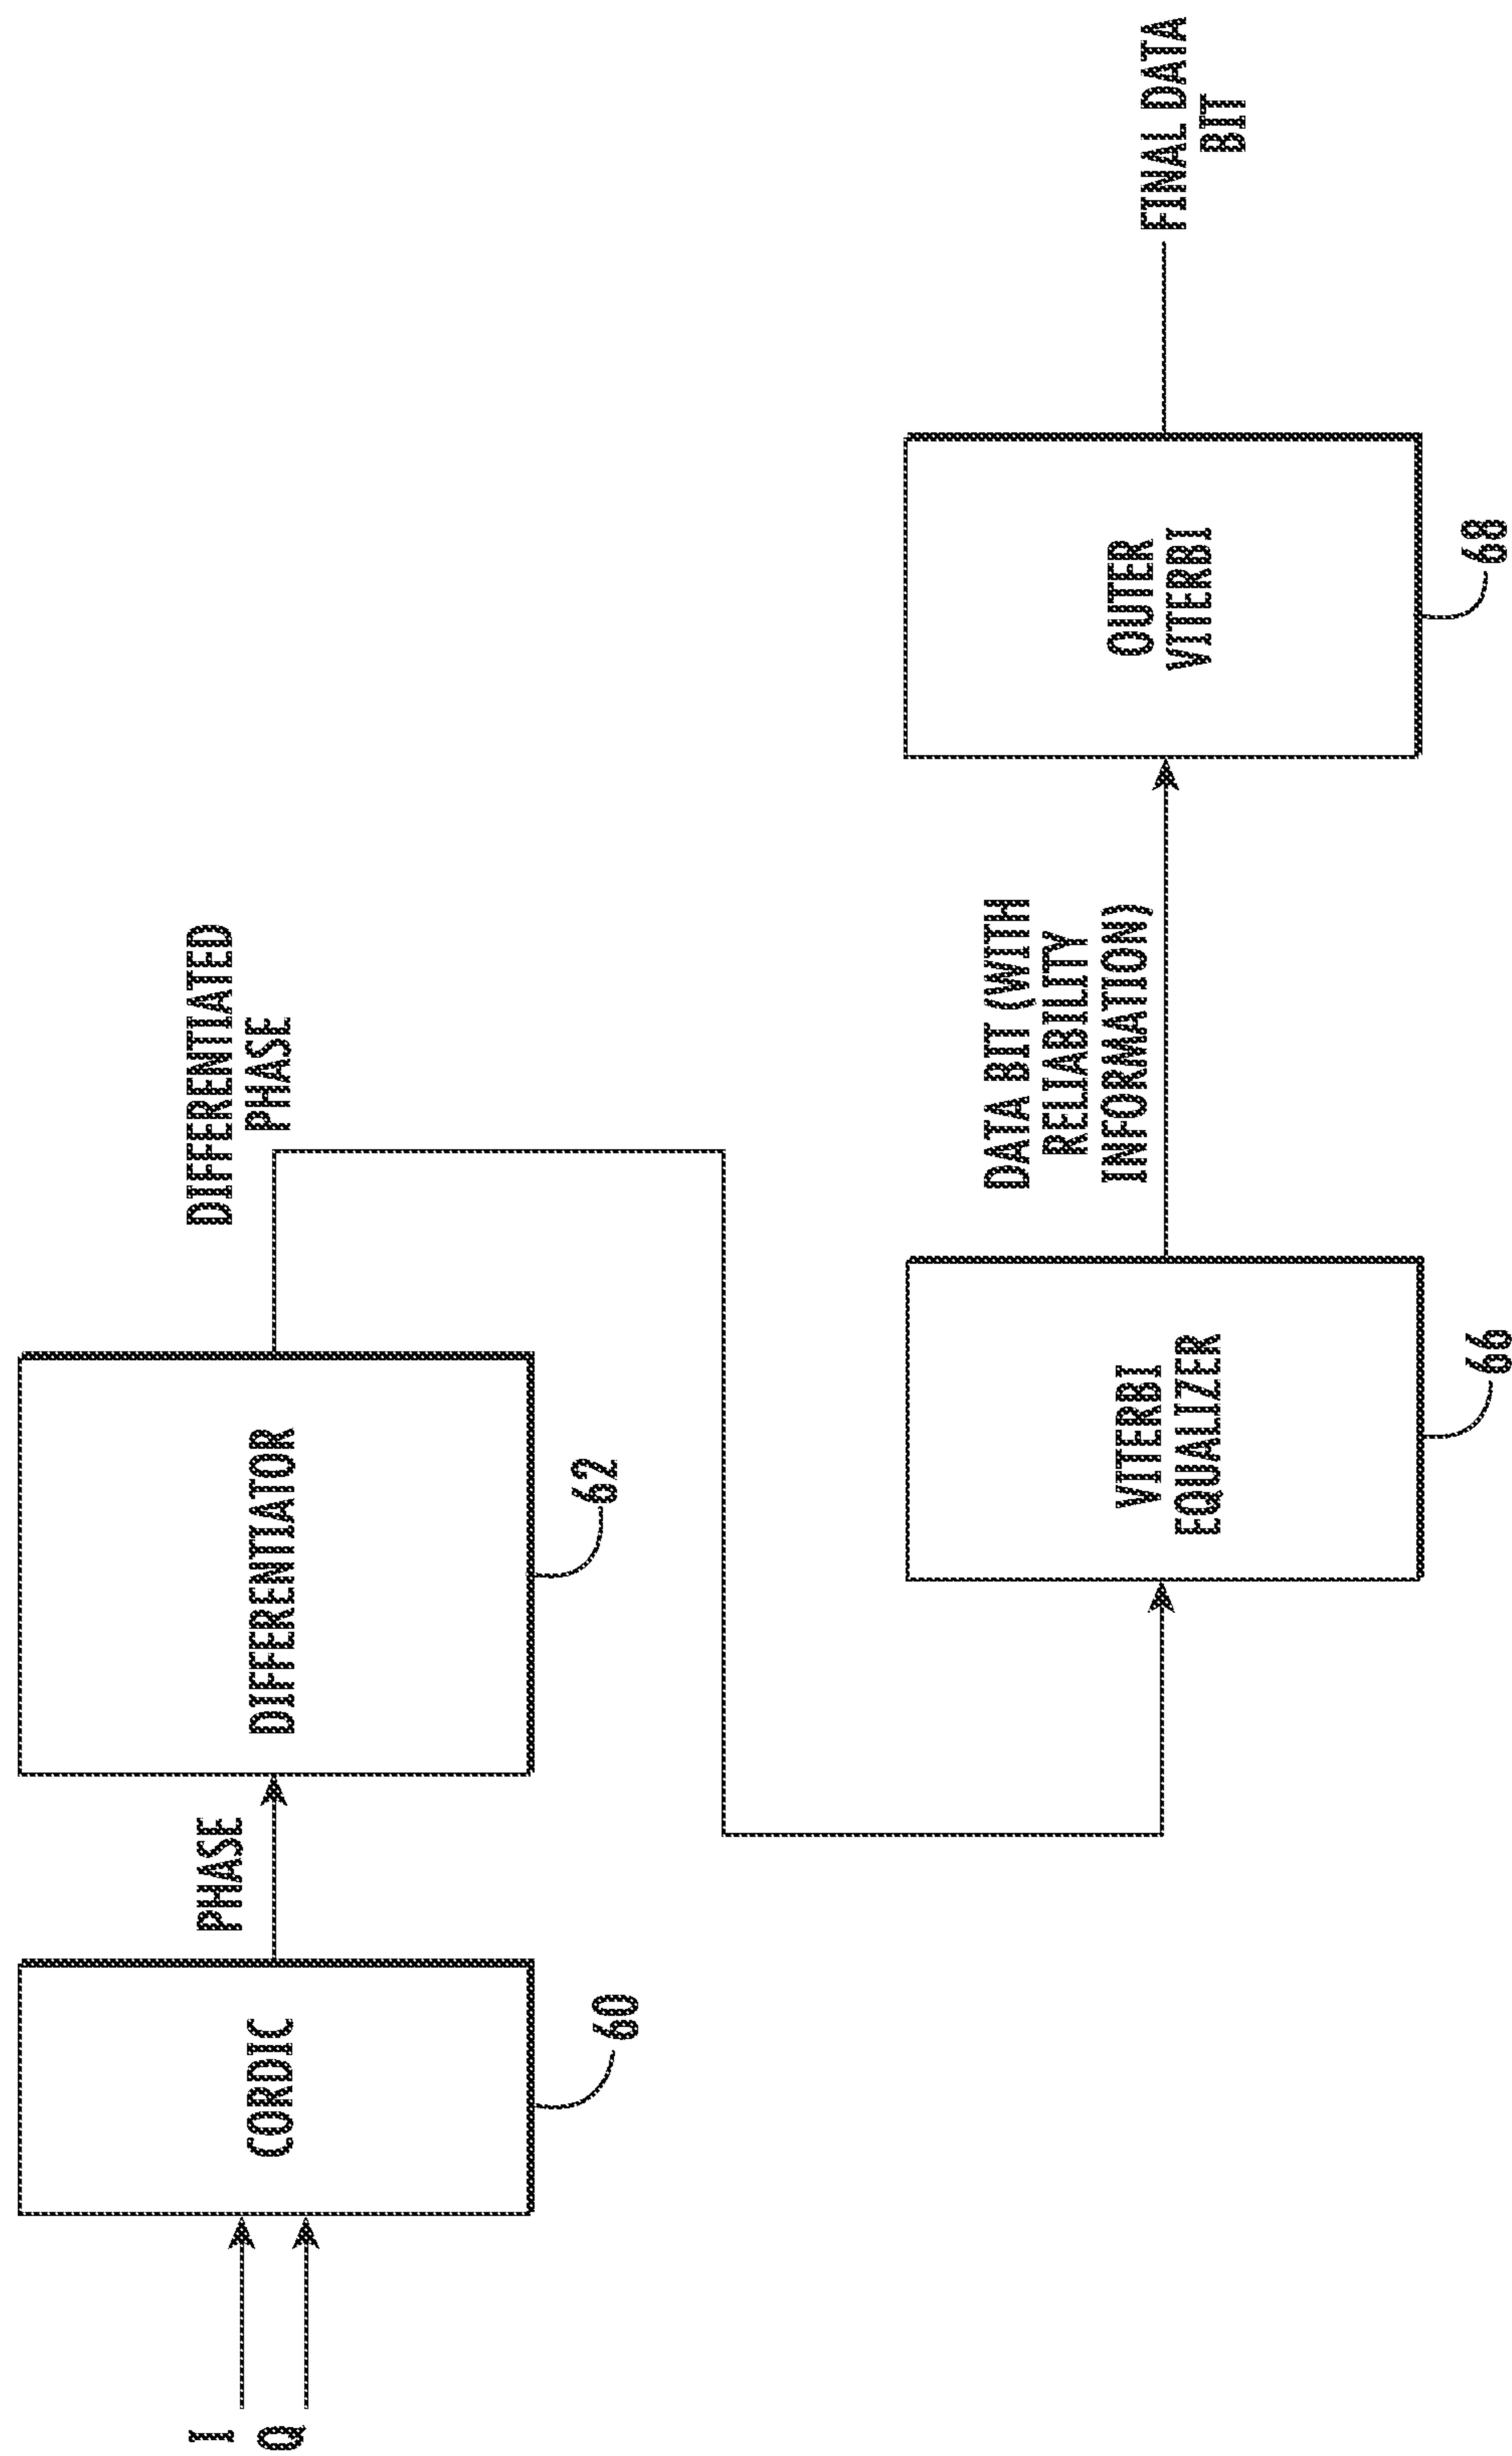 I
Q
CORDIC
60
PHASE
DIFFERENTIATOR
62
DIFFERENTIATED
PHASE
VITERBI
EQUALIZER
66
DATA BIT (WITH
RELIABILITY
INFORMATION)
OUTER
VITERBI
68
FINAL DATA
BIT